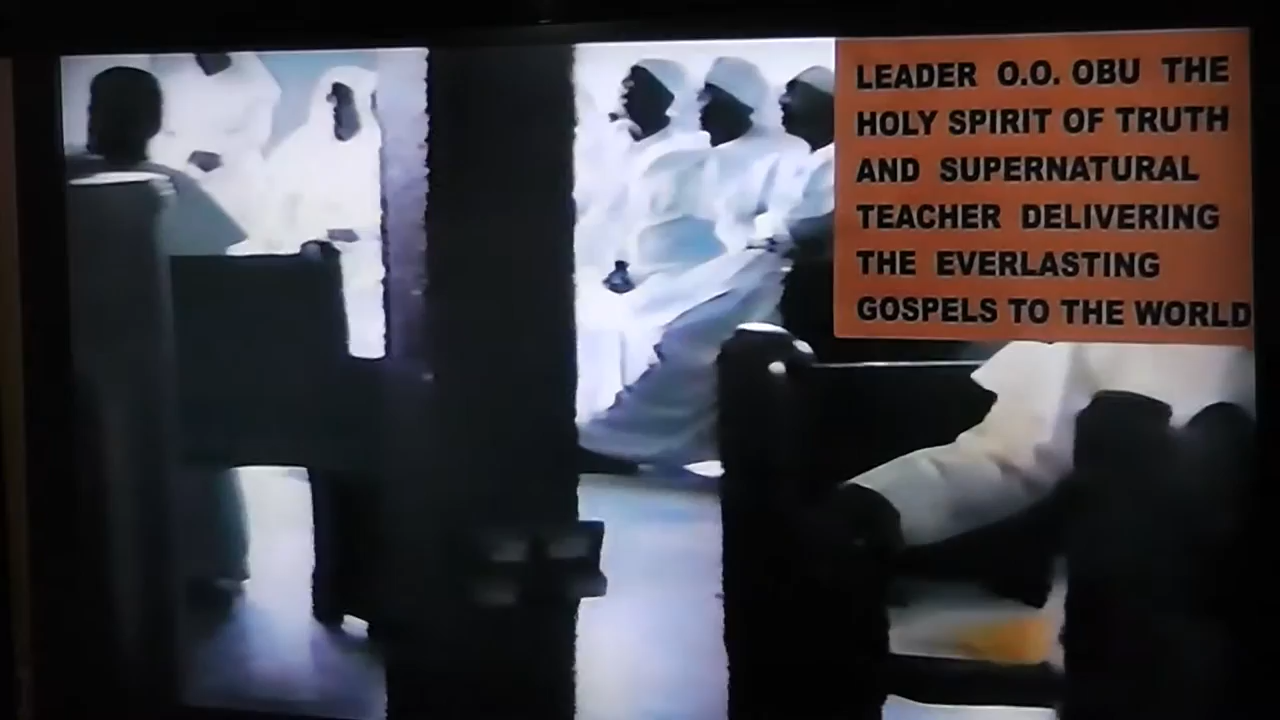 LEADER O.O. OBU THE
HOLY SPIRIT OF TRUTH
AND SUPERNATURAL
TEACHER DELIVERING
THE EVERLASTING
GOSPELS TO THE WORLD